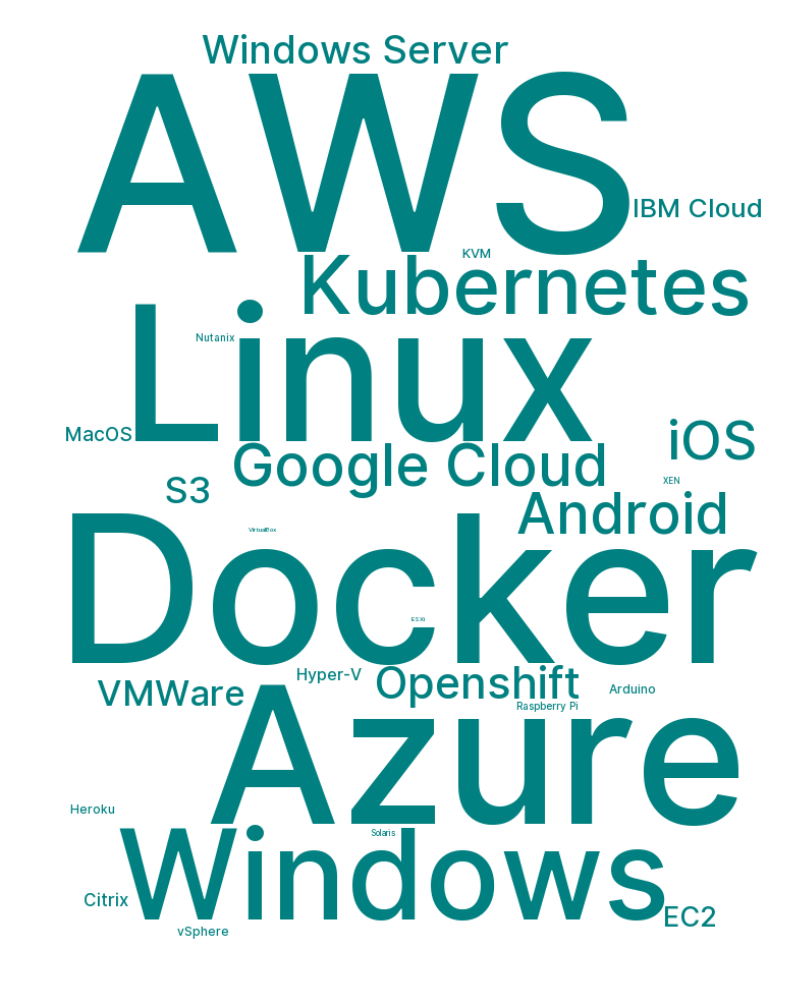 Windows Server
AWS
IBM Cloud
KVM
Kubernetes
Linux
Nutanix
MacOS
iOS
Google Cloud
XEN
S3
Android
VirtualBox
Docker
ESXi
Hyper-V
Openshift
VMWare
Arduino
Raspberry Pi
Azure
Heroku
Solaris
Windows
Citrix
EC2
vSphere